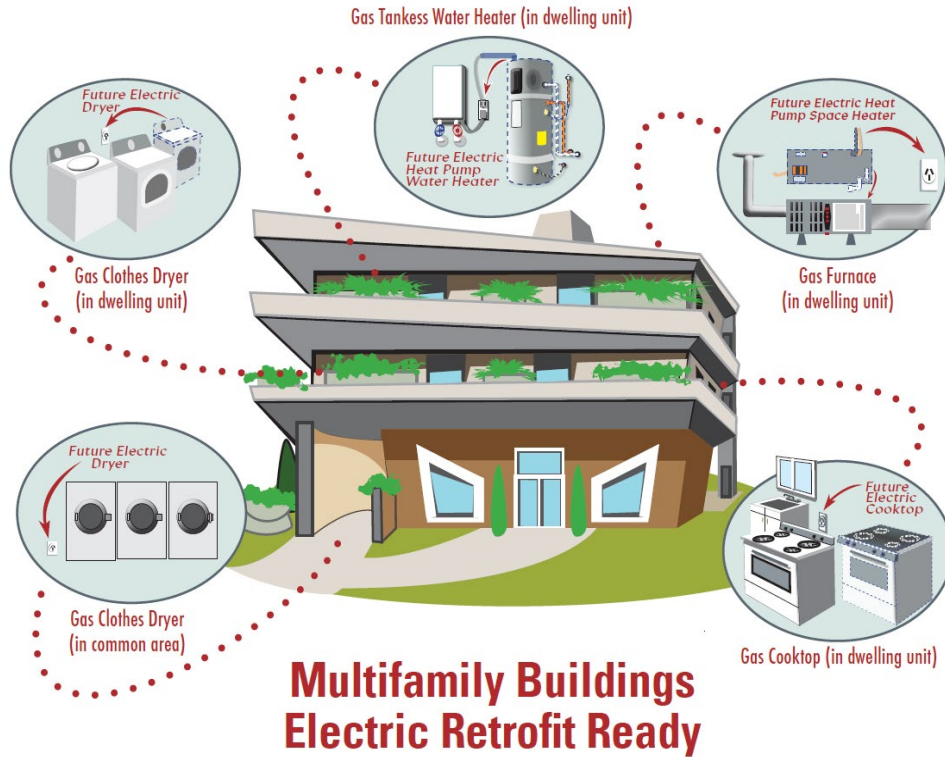 Gas Tankess Water Heater (in dwelling unit)
Future Electric
Dryer
Future Electric
Heat Pump
Water Heater
Future Electric Heat
Pump Space Heater
Gas Clothes Dryer
(in dwelling unit)
Gas Furnace
(in dwelling unit)
Future Electric
Dryer
Future
Electric
Cooktop
Gas Clothes Dryer
(in common area)
Gas Cooktop (in dwelling unit)
Multifamily Buildings
Electric Retrofit Ready